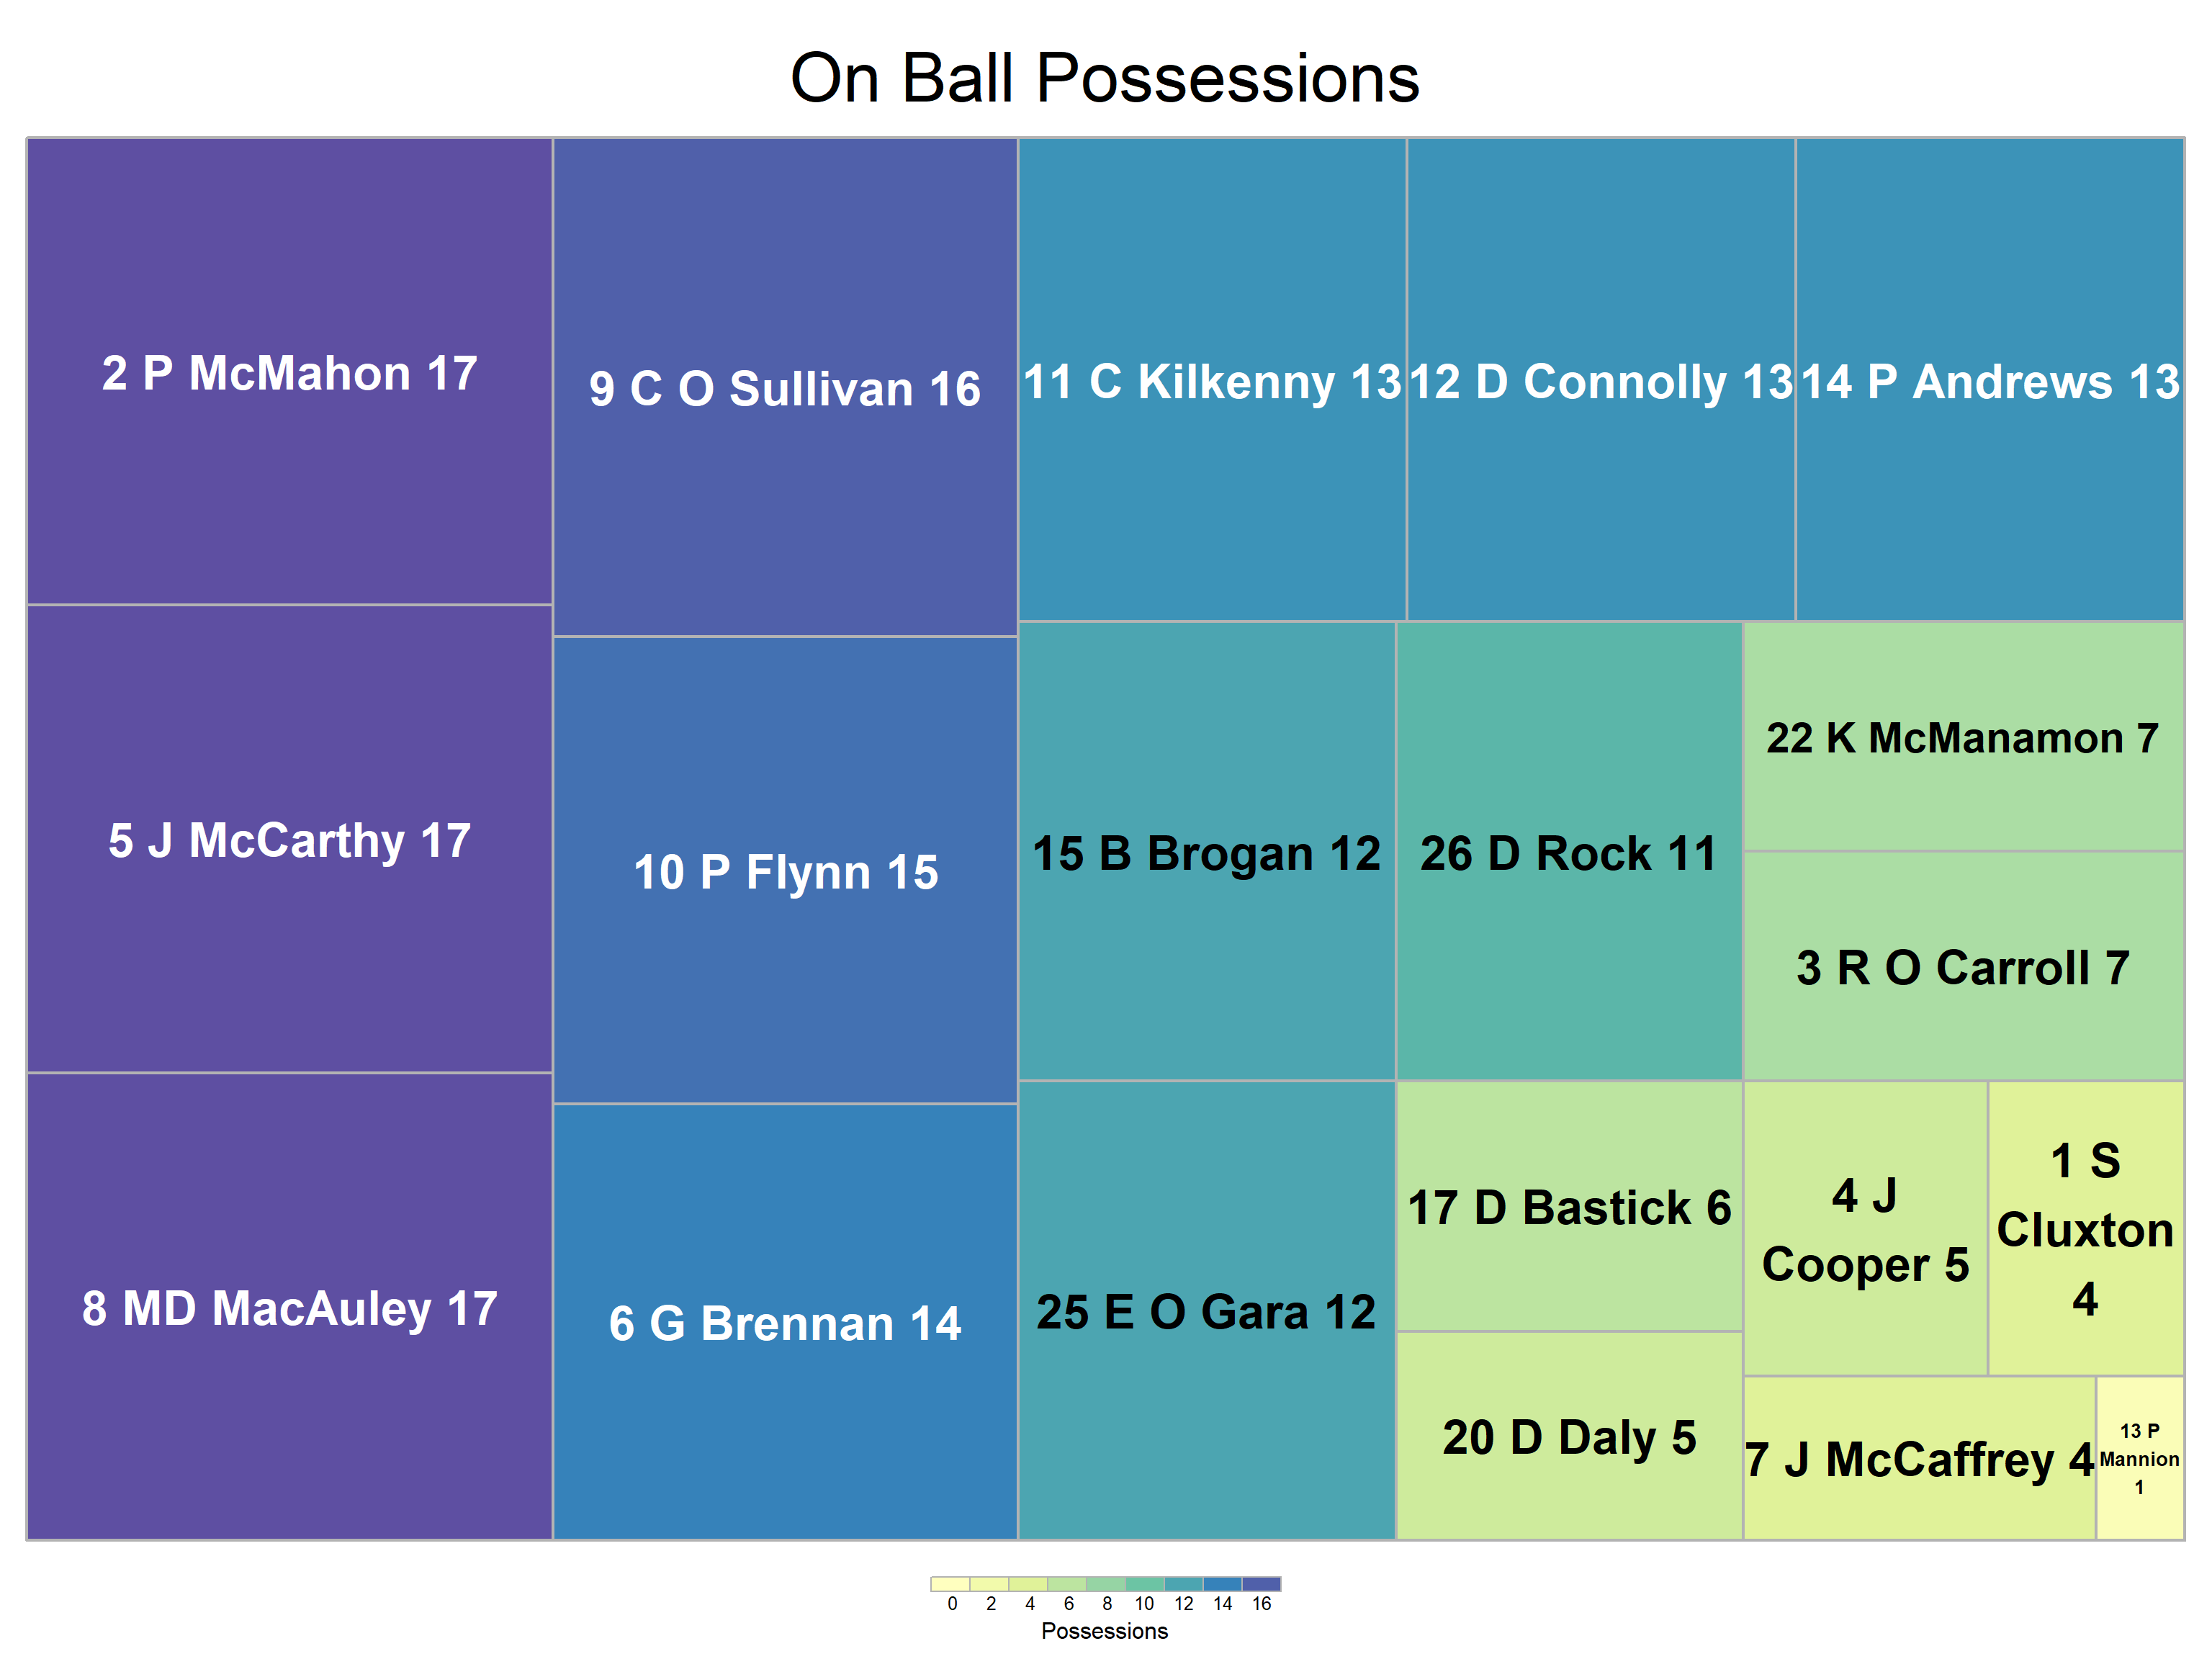 On Ball Possessions
2 P McMahon 17
5 J McCarthy 17
8 MD MacAuley 17
9 C O Sullivan 16
10 P Flynn 15
6 G Brennan 14
11 C Kilkenny 13
12 D Connolly 13
14 P Andrews 13
15 B Brogan 12
25 E O Gara 12
26 D Rock 11
22 K McManamon 7
3 R O Carroll 7
17 D Bastick 6
20 D Daly 5
4 J
Cooper 5
1 S
Cluxton
4
7 J McCaffrey 4
13 P
Mannion
1
0 2 4 6 8 10 12 14 16
Possessions